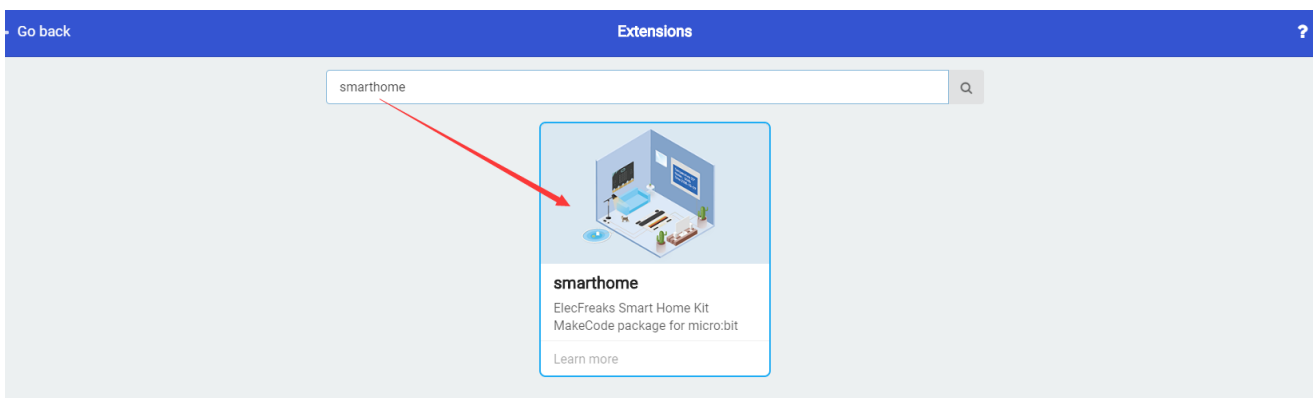 Go back
Extensions
?
smarthome
smarthome
ElecFreaks Smart Home Kit
MakeCode package for micro:bit
Learn more